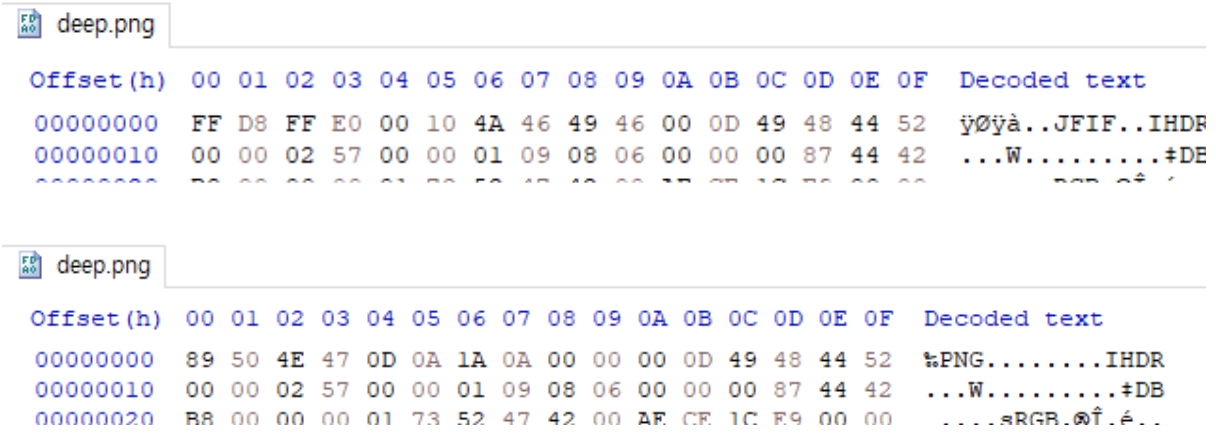 deep.png
Offset(h) 00 01 02 03 04 05 06 07 08 09 0A 0B 0C 0D 0E 0F Decoded text
00000000 FF D8 FF E0 00 10 4A 46 49 46 00 0D 49 48 44 52 ÿØÿà..JFIF..IHDR
00000010 00 00 02 57 00 00 01 09 08 06 00 00 00 87 44 42 ...W.........‡DB
deep.png
Offset(h) 00 01 02 03 04 05 06 07 08 09 0A 0B 0C 0D 0E 0F Decoded text
00000000 89 50 4E 47 0D 0A 1A 0A 00 00 00 0D 49 48 44 52 ‰PNG........IHDR
00000010 00 00 02 57 00 00 01 09 08 06 00 00 00 87 44 42 ...W.........‡DB
00000020 B8 00 00 00 01 73 52 47 42 00 AE CE 1C E9 00 00 ¸....sRGB.®Î.é..